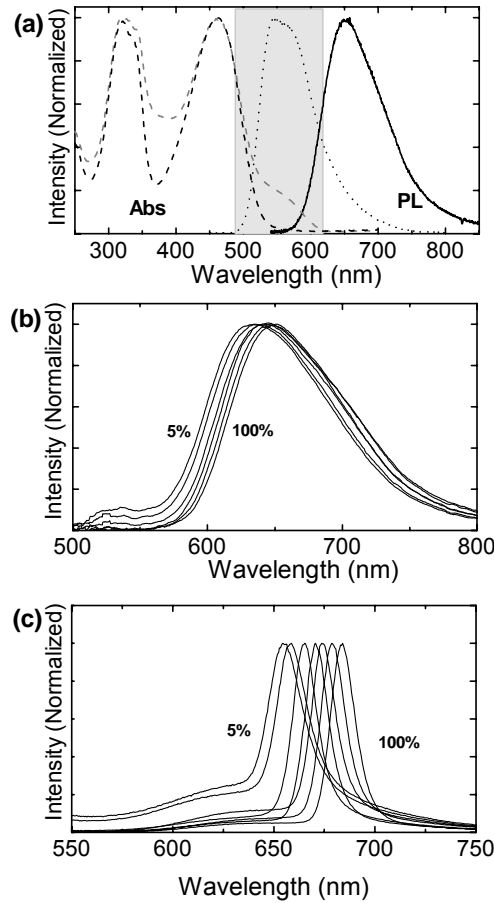 (a)
Intensity (Normalized)
Abs
PL
300 400 500 600 700 800
Wavelength (nm)
(b)
Intensity (Normalized)
5%
100%
500 600 700 800
Wavelength (nm)
(c)
Intensity (Normalized)
5%
100%
550 600 650 700 750
Wavelength (nm)